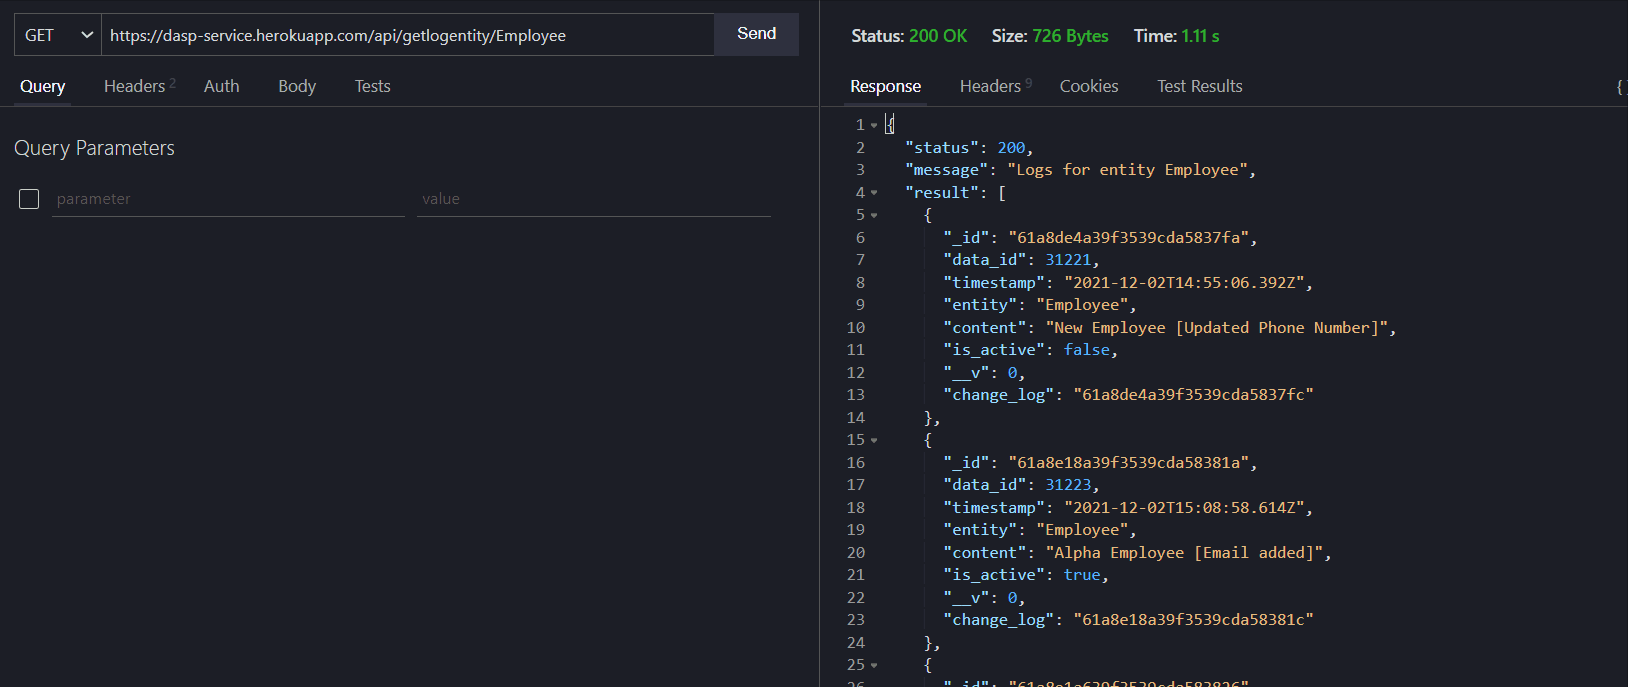 GET https://dasp-service.herokuapp.com/api/getlogentity/Employee Send
Query Headers 2 Auth Body Tests
Query Parameters
parameter value
Status: 200 OK Size: 726 Bytes Time: 1.11 s
Response Headers 9 Cookies Test Results {
1 {
2 "status": 200,
3 "message": "Logs for entity Employee",
4 "result": [
5 {
6 "_id": "61a8de4a39f3539cda5837fa",
7 "data_id": 31221,
8 "timestamp": "2021-12-02T14:55:06.392Z",
9 "entity": "Employee",
10 "content": "New Employee [Updated Phone Number]",
11 "is_active": false,
12 "__v": 0,
13 "change_log": "61a8de4a39f3539cda5837fc"
14 },
15 {
16 "_id": "61a8e18a39f3539cda58381a",
17 "data_id": 31223,
18 "timestamp": "2021-12-02T15:08:58.614Z",
19 "entity": "Employee",
20 "content": "Alpha Employee [Email added]",
21 "is_active": true,
22 "__v": 0,
23 "change_log": "61a8e18a39f3539cda58381c"
24 },
25 {
26 "_id": "61a8e1a639f3539cda583826"